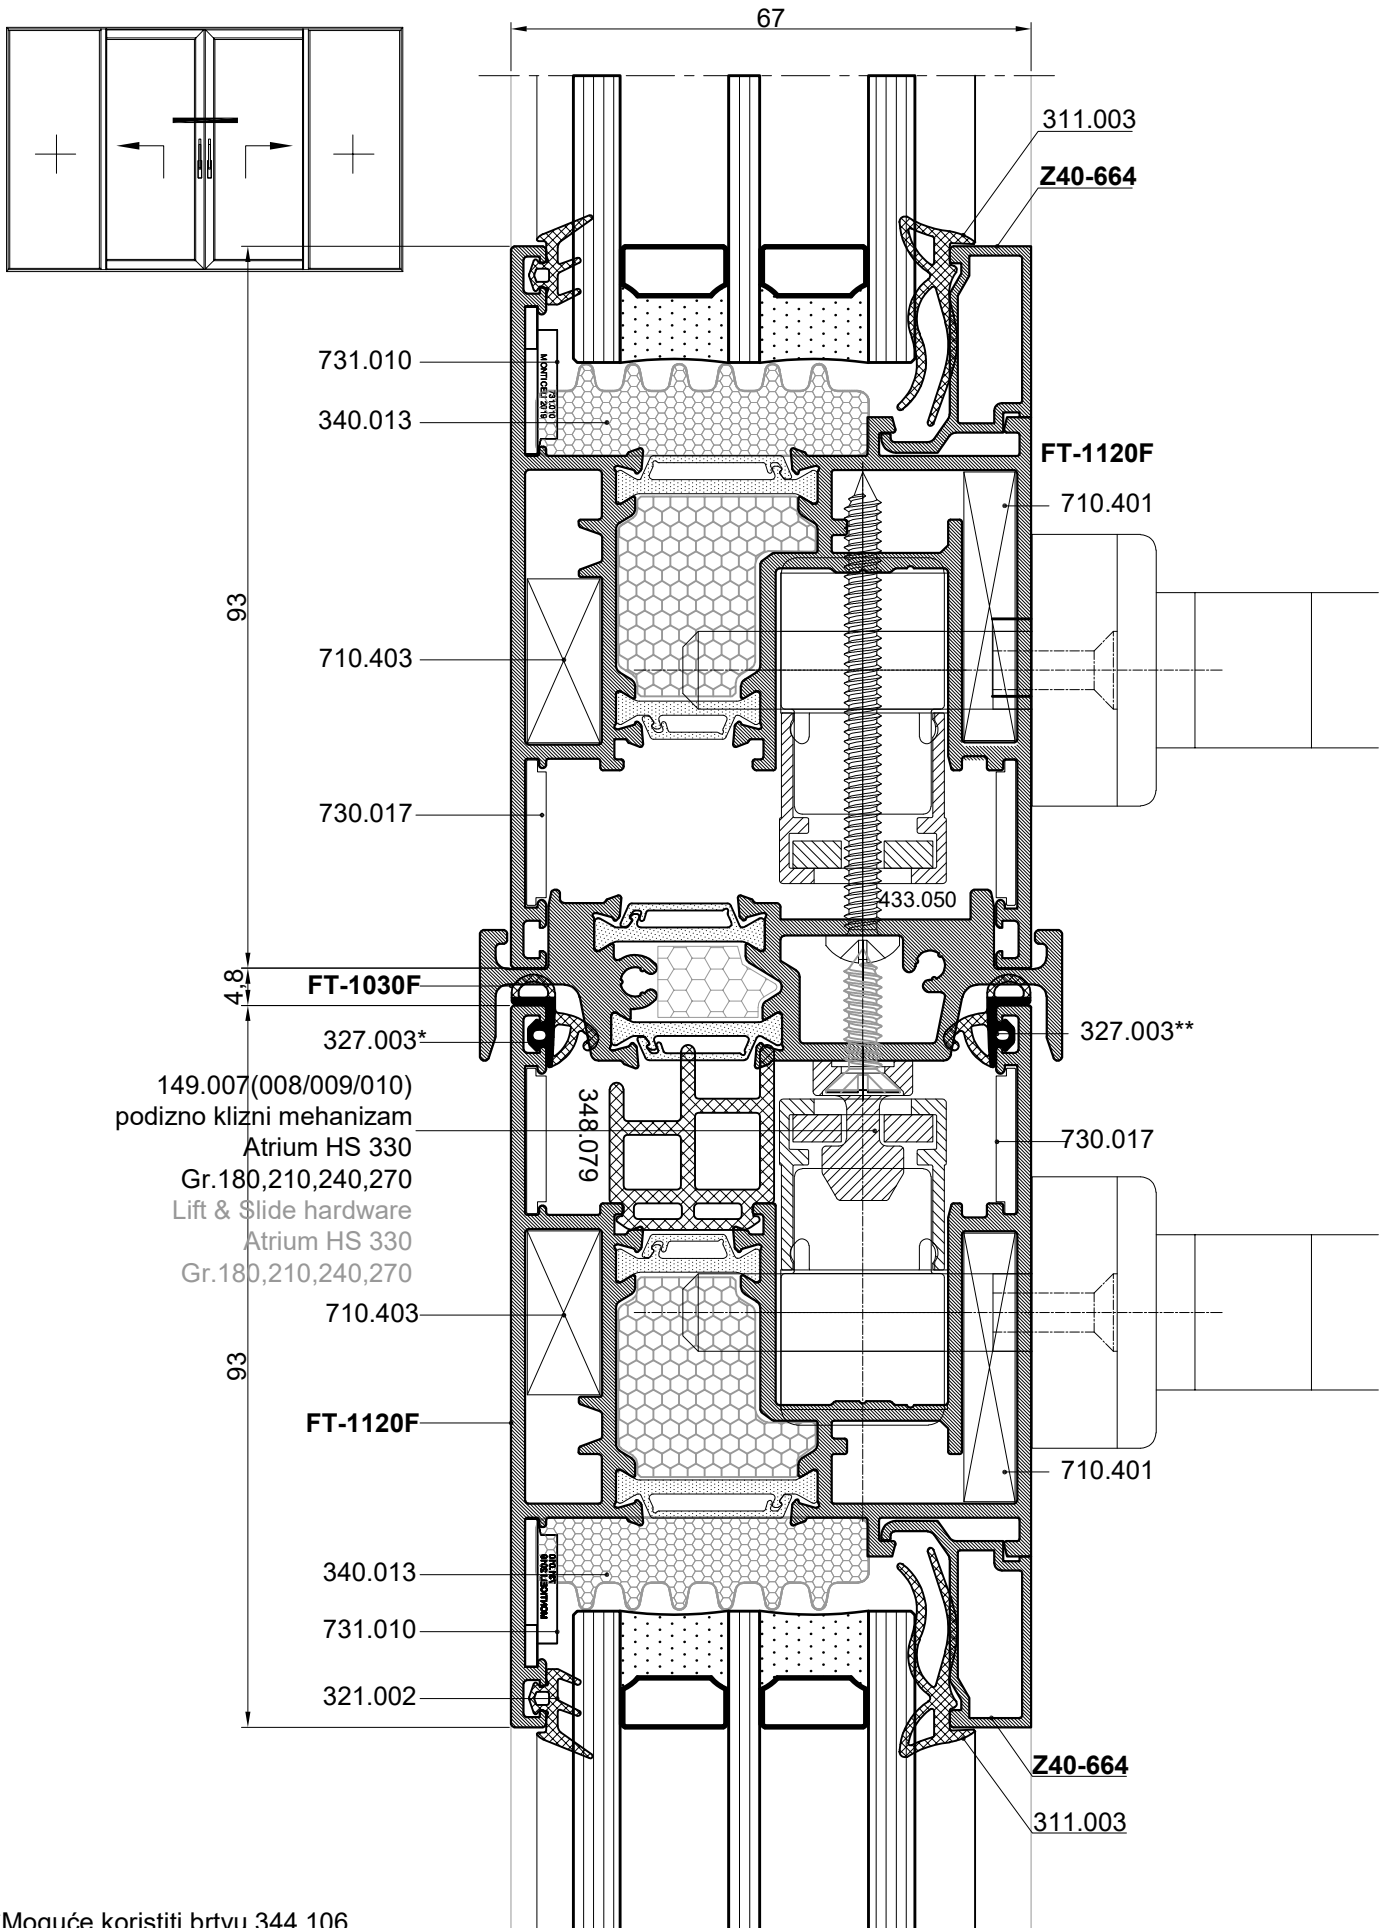 67
311.003
Z40-664
731.010
MONTICELI 2019
731.010
340.013
FT-1120F
710.401
93
710.403
730.017
433.050
4,8
FT-1030F
327.003*
327.003**
149.007(008/009/010)
podizno klizni mehanizam
Atrium HS 330
Gr.180,210,240,270
Lift & Slide hardware
Atrium HS 330
Gr.180,210,240,270
348.079
730.017
710.403
93
FT-1120F
710.401
340.013
731.010
321.002
Z40-664
311.003
Moguće koristiti brtvu 344.106